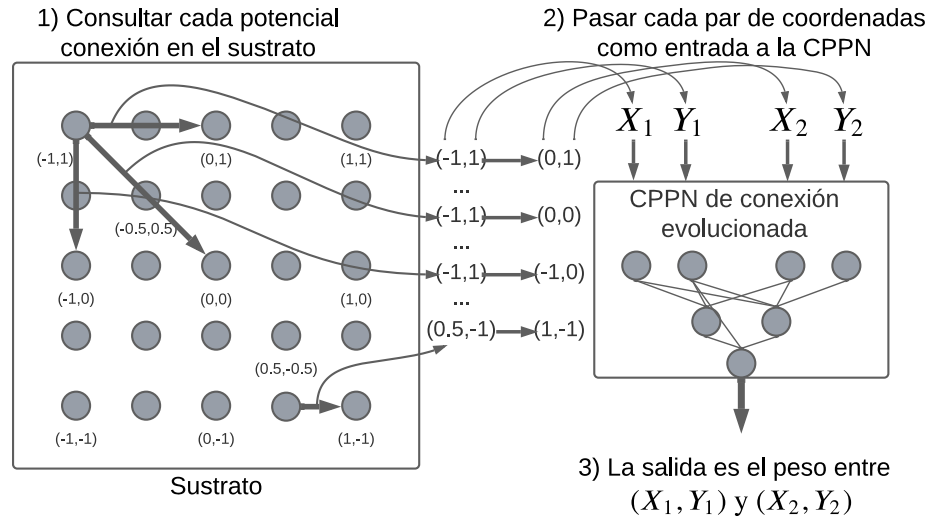 1) Consultar cada potencial
conexión en el sustrato
2) Pasar cada par de coordenadas
como entrada a la CPPN
X₁ Y₁ X₂ Y₂
(-1,1) (0,1) (1,1)
(-0.5,0.5)
(-1,0) (0,0) (1,0)
(0.5,-0.5)
(-1,-1) (0,-1) (1,-1)
Sustrato
(-1,1) (0,1)
...
(-1,1) (0,0)
...
(-1,1) (-1,0)
...
(0.5,-1) (1,-1)
CPPN de conexión
evolucionada
3) La salida es el peso entre
(X₁,Y₁) y (X₂,Y₂)